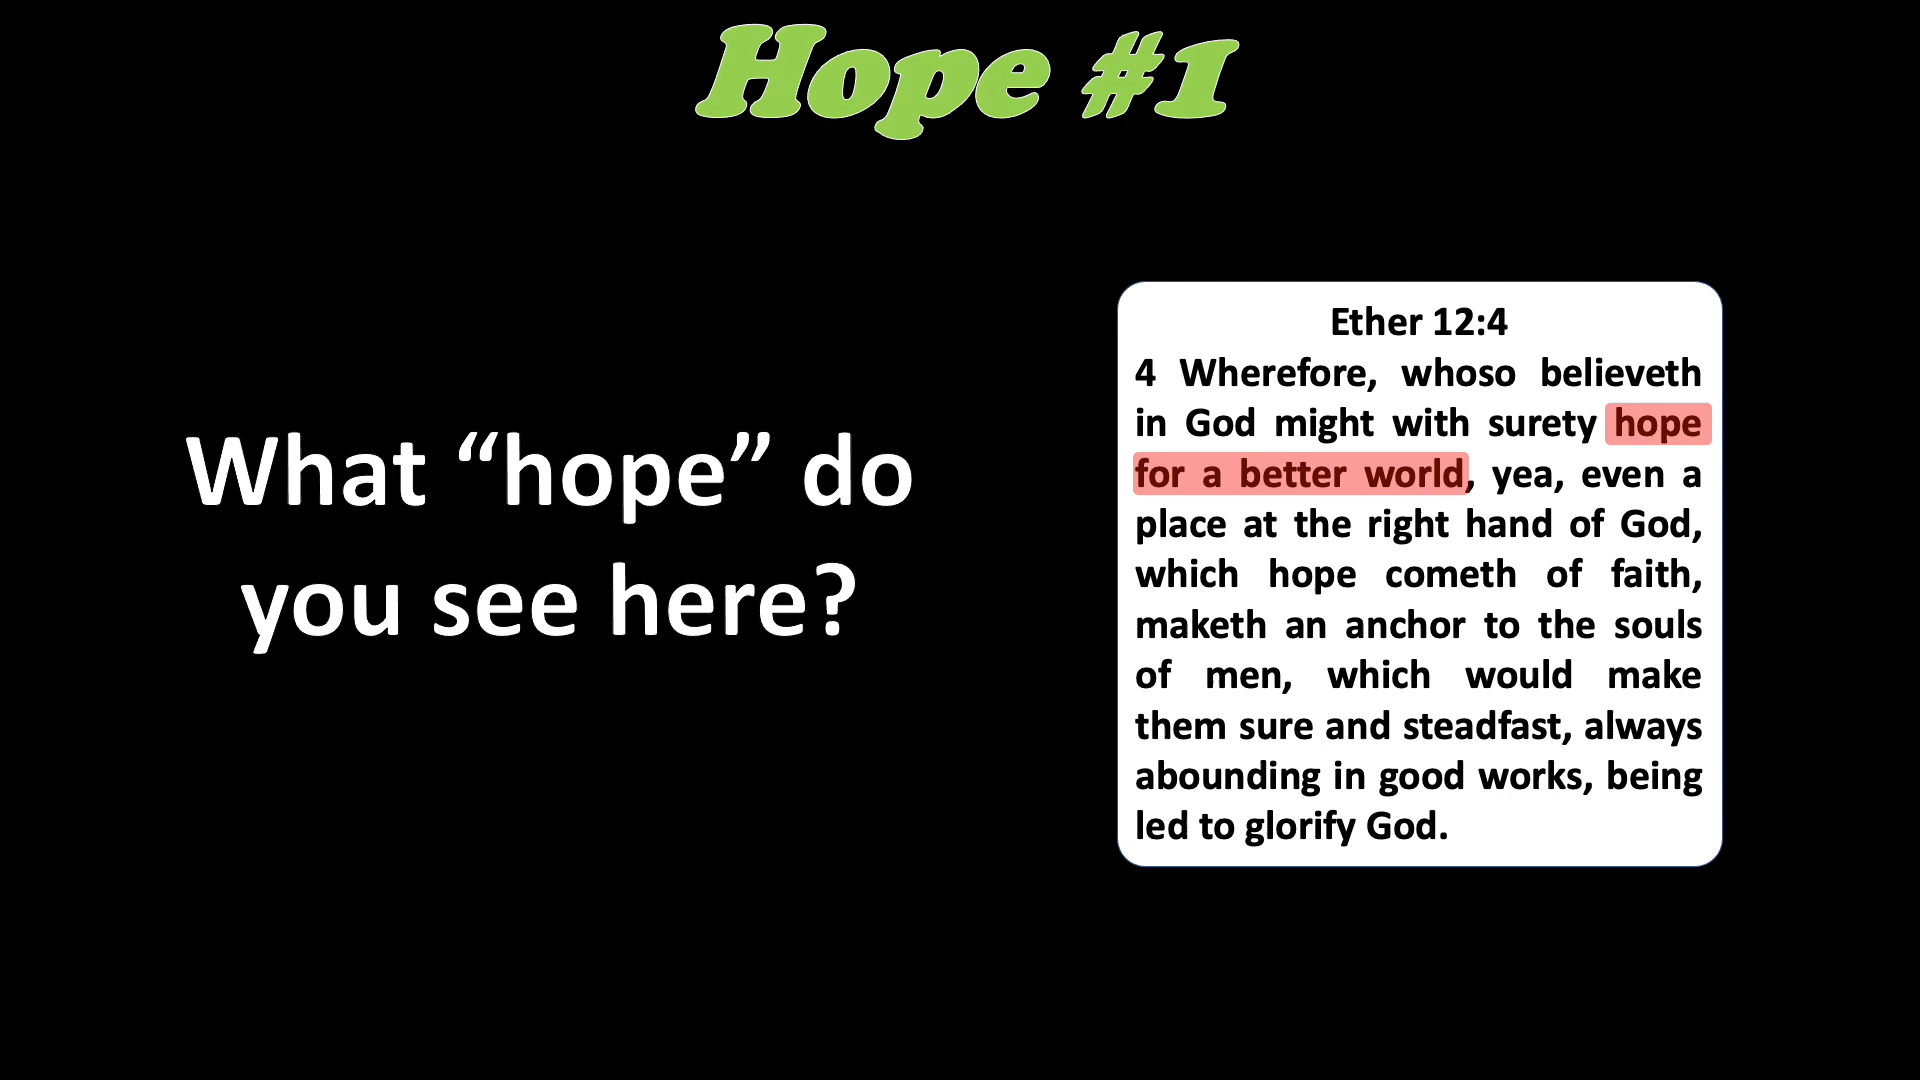 Hope #1
What “hope” do
you see here?
Ether 12:4
4 Wherefore, whoso believeth
in God might with surety hope
for a better world, yea, even a
place at the right hand of God,
which hope cometh of faith,
maketh an anchor to the souls
of men, which would make
them sure and steadfast, always
abounding in good works, being
led to glorify God.